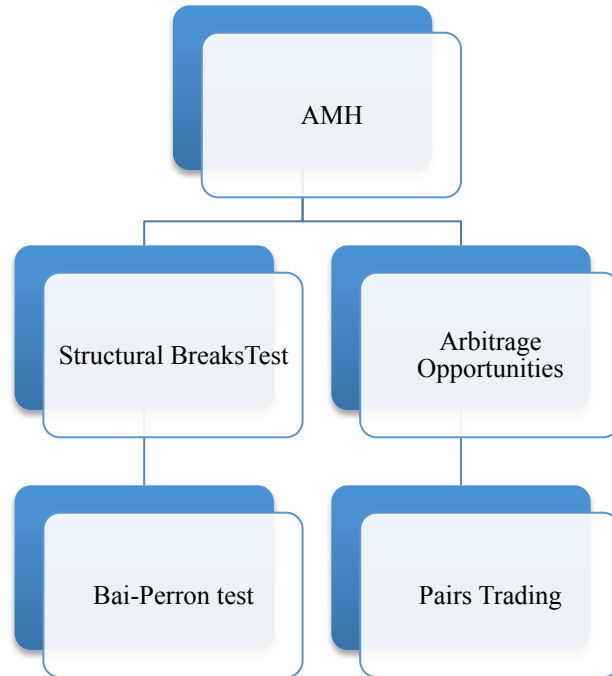 AMH
Structural BreaksTest
Arbitrage
Opportunities
Bai-Perron test
Pairs Trading